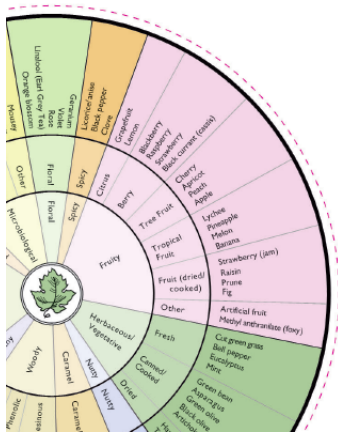 Mousey
Linalool (Earl Grey Tea)
Orange blossom
Rose
Violet
Geranium
Licorice/anise
Black pepper
Clove
Grapefruit
Lemon
Blackberry
Raspberry
Strawberry
Black currant (cassis)
Cherry
Apricot
Peach
Apple
Lychee
Pineapple
Melon
Banana
Strawberry (jam)
Raisin
Prune
Fig
Artificial fruit
Methyl anthranilate (foxy)
Cut green grass
Bell pepper
Eucalyptus
Mint
Green bean
Asparagus
Green olive
Black olive
Other
Floral
Spicy
Citrus
Berry
Tree Fruit
Tropical
Fruit
Fruit (dried/
cooked)
Other
Fresh
Canned/
Cooked
Dried
Nutty
Caramel
Phenolic
Microbiological
Floral
Spicy
Fruity
Herbaceous/
Vegetative
Nutty
Caramel
Woody